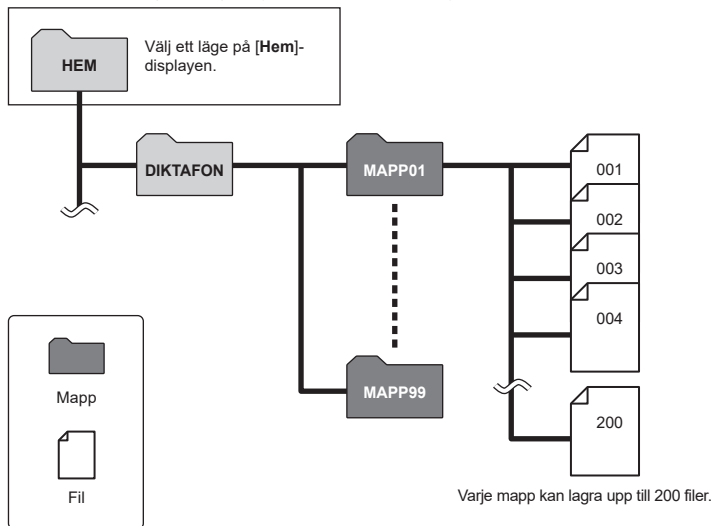 HEM
Välj ett läge på [Hem]-
displayen.
DIKTAFON
MAPP01
001
002
003
004
MAPP99
200
Mapp
Fil
Varje mapp kan lagra upp till 200 filer.